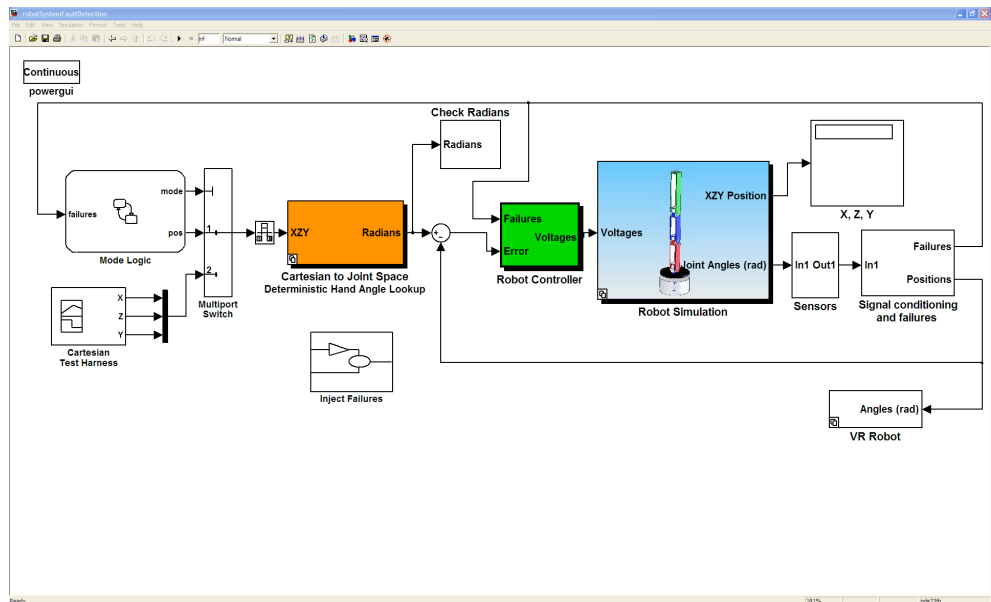 robotSystemFaultDetection
File Edit View Simulation Format Tools Help
inf Normal
Continuous
powergui
Check Radians
Radians
failures
mode
pos
Mode Logic
1
2
Multiport
Switch
X
Z
Y
Cartesian
Test Harness
XZY
Radians
Cartesian to Joint Space
Deterministic Hand Angle Lookup
Inject Failures
+
-
Failures
Error
Voltages
Robot Controller
Voltages
XZY Position
Joint Angles (rad)
Robot Simulation
X, Z, Y
In1 Out1
Sensors
In1
Failures
Positions
Signal conditioning
and failures
Angles (rad)
VR Robot
Ready
181%
ode23tb